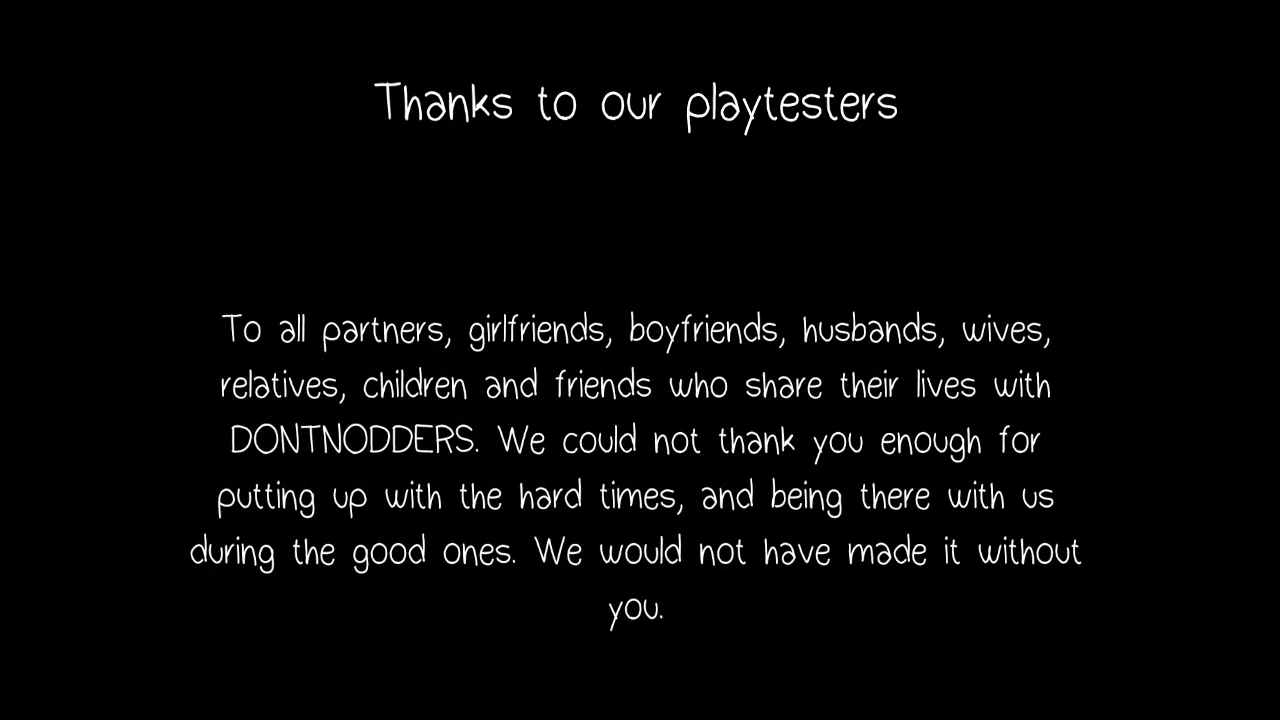 Thanks to our playtesters
To all partners, girlfriends, boyfriends, husbands, wives,
relatives, children and friends who share their lives with
DONTNODDERS. We could not thank you enough for
putting up with the hard times, and being there with us
during the good ones. We would not have made it without
you.